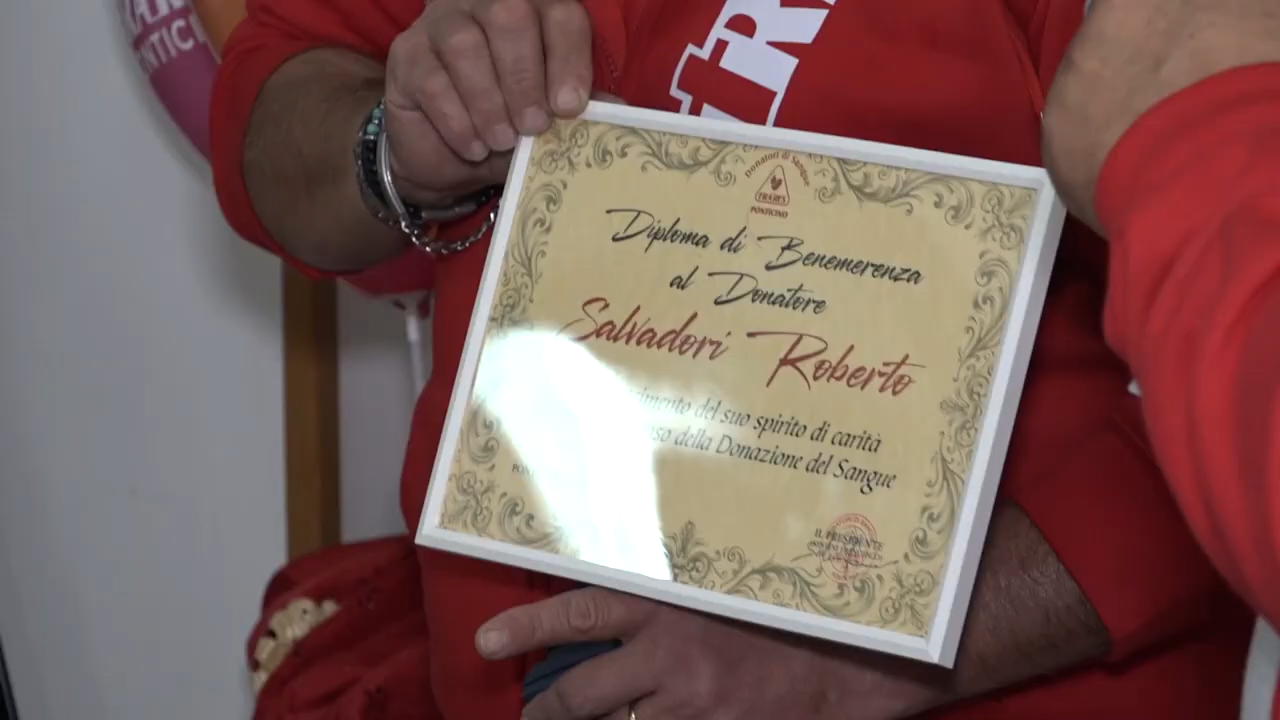 Donatori di Sangue
FRATRES
PONTICINO
Diploma di Benemerenza
al Donatore
Salvadori Roberto
del suo spirito di carità
della Donazione del Sangue
IL PRESIDENTE